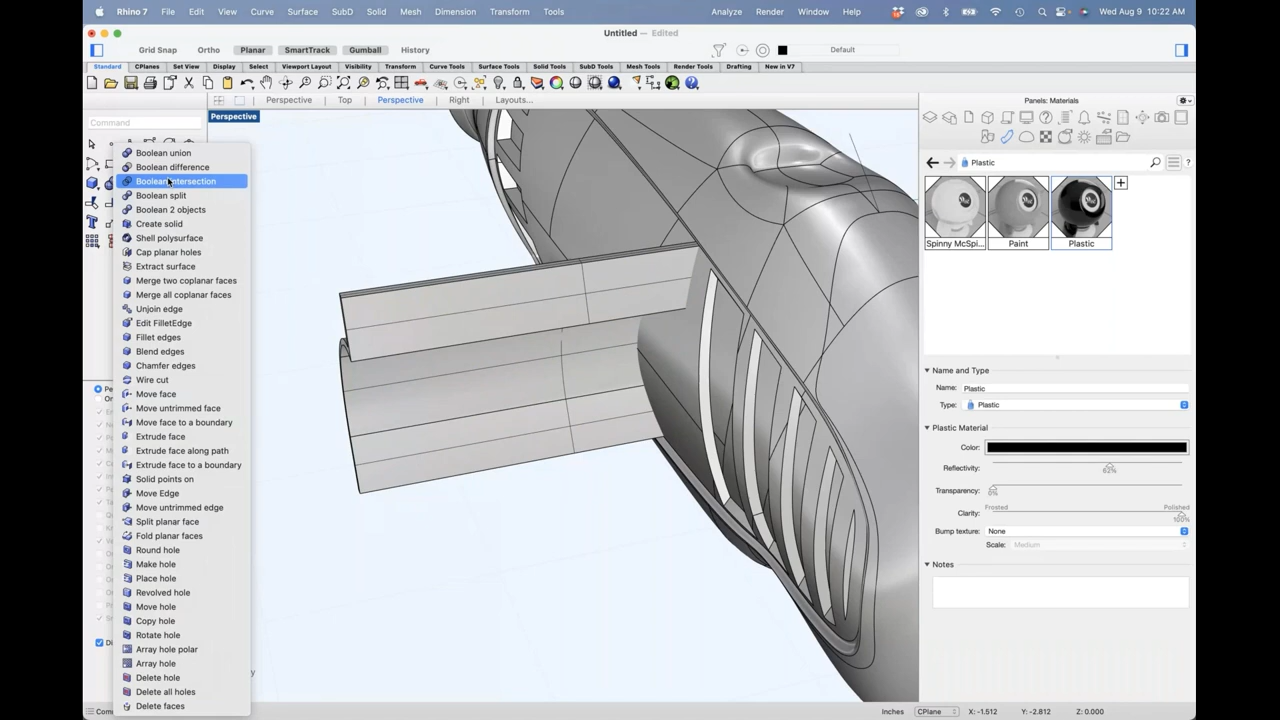 Rhino 7 File Edit View Curve Surface SubD Solid Mesh Dimension Transform Tools Analyze Render Window Help Wed Aug 9 10:22 AM
Untitled — Edited
Grid Snap Ortho Planar SmartTrack Gumball History Default
Standard CPlanes Set View Display Select Viewport Layout Visibility Transform Curve Tools Surface Tools Solid Tools SubD Tools Mesh Tools Render Tools Drafting New in V7
Perspective Top Perspective Right Layouts...
Panels: Materials
Perspective
Command
Boolean union
Boolean difference
Boolean intersection
Boolean split
Boolean 2 objects
Create solid
Shell polysurface
Cap planar holes
Extract surface
Merge two coplanar faces
Merge all coplanar faces
Unjoin edge
Edit FilletEdge
Fillet edges
Blend edges
Chamfer edges
Wire cut
Move face
Move untrimmed face
Move face to a boundary
Extrude face
Extrude face along path
Extrude face to a boundary
Solid points on
Move Edge
Move untrimmed edge
Split planar face
Fold planar faces
Round hole
Make hole
Place hole
Revolved hole
Move hole
Copy hole
Rotate hole
Array hole polar
Array hole
Delete hole
Delete all holes
Delete faces
Plastic
Spinny McSpi... Paint Plastic
Name and Type
Name: Plastic
Type: Plastic
Plastic Material
Color:
Reflectivity: 63%
Transparency: 0%
Frosted Polished
Clarity: 100%
Bump texture: None
Scale: Medium
Notes
Inches CPlane X: -1.512 Y: -2.812 Z: 0.000